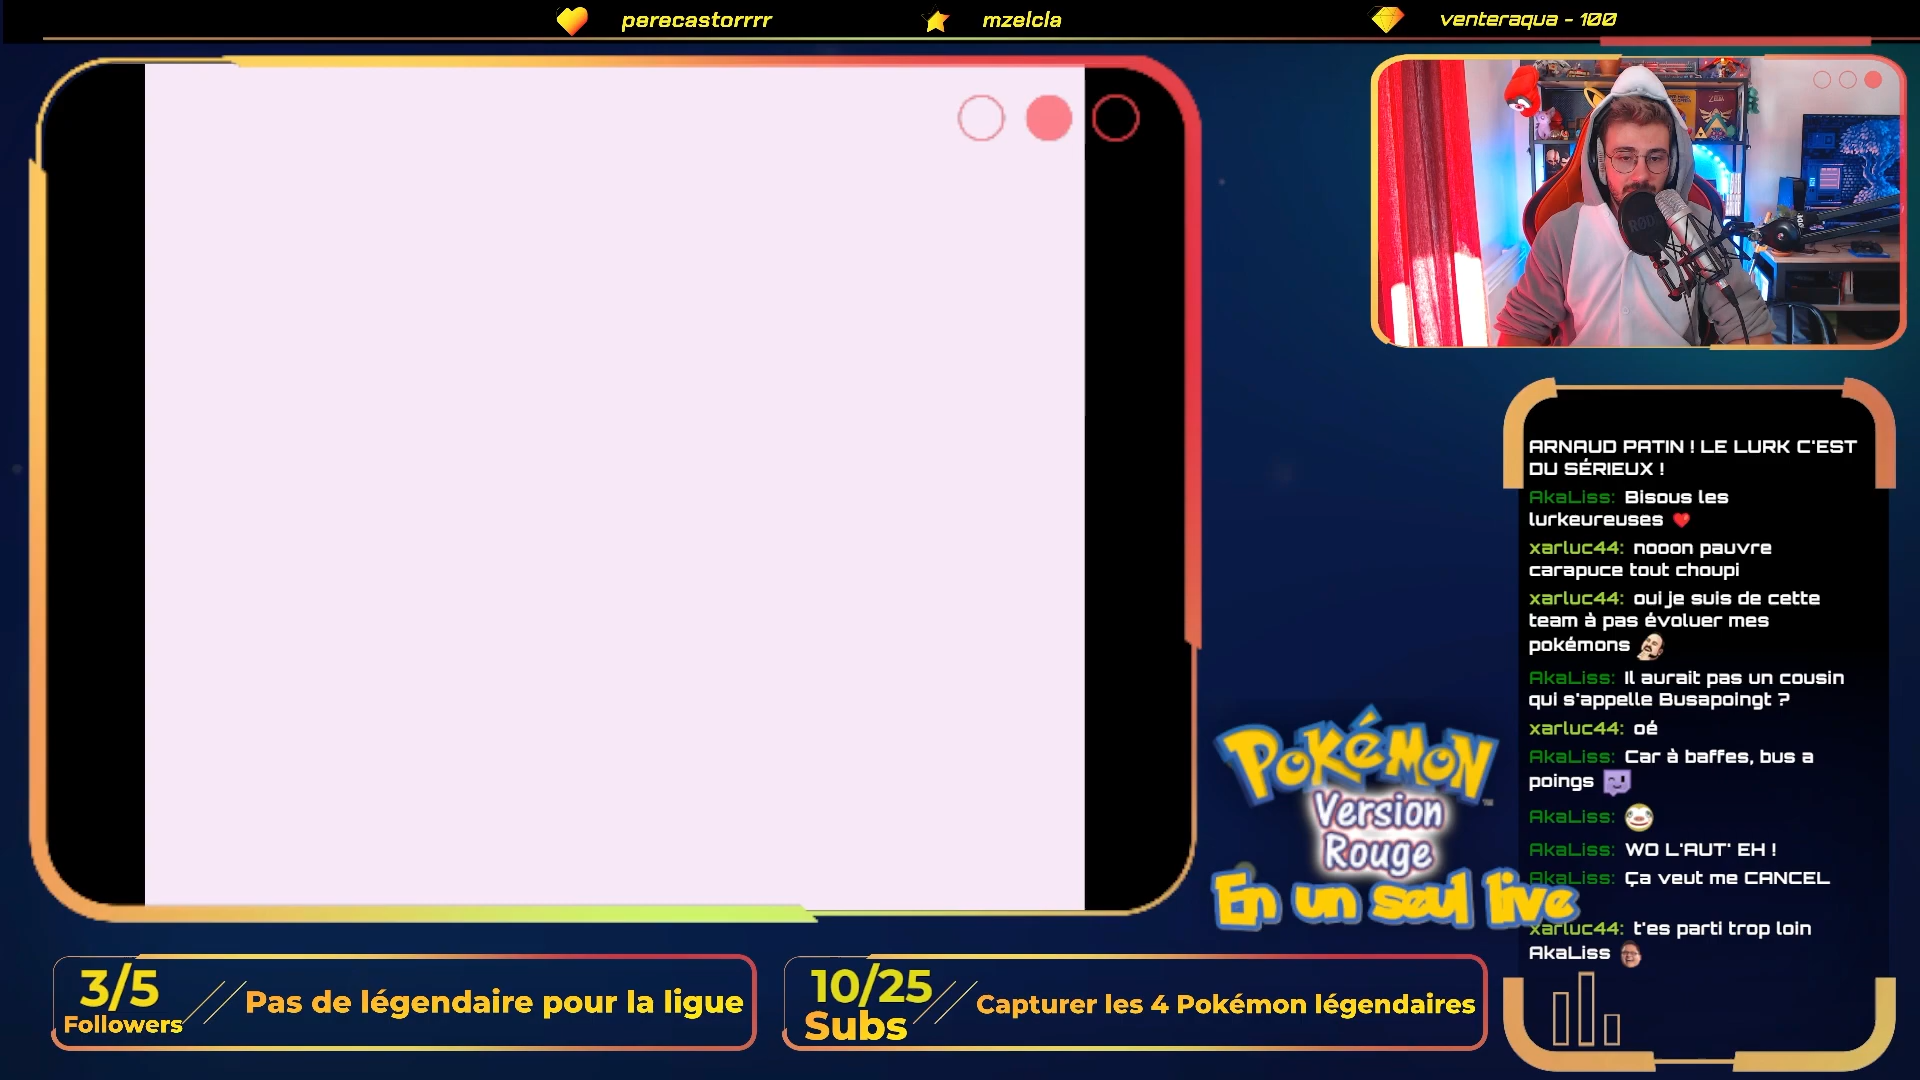 perecastorrrr
mzelcla
venteraqua - 100
RØDE
ARNAUD PATIN ! LE LURK C'EST
DU SÉRIEUX !
AkaLiss: Bisous les
lurkeureuses
xarluc44: nooon pauvre
carapuce tout choupi
xarluc44: oui je suis de cette
team à pas évoluer mes
pokémons
AkaLiss: Il aurait pas un cousin
qui s'appelle Busapoingt ?
xarluc44: oé
AkaLiss: Car à baffes, bus a
poings
AkaLiss:
AkaLiss: WO L'AUT' EH !
AkaLiss: Ça veut me CANCEL
xarluc44: t'es parti trop loin
AkaLiss
POKÉMON
Version
Rouge
En un seul live
3/5
Followers
Pas de légendaire pour la ligue
10/25
Subs
Capturer les 4 Pokémon légendaires